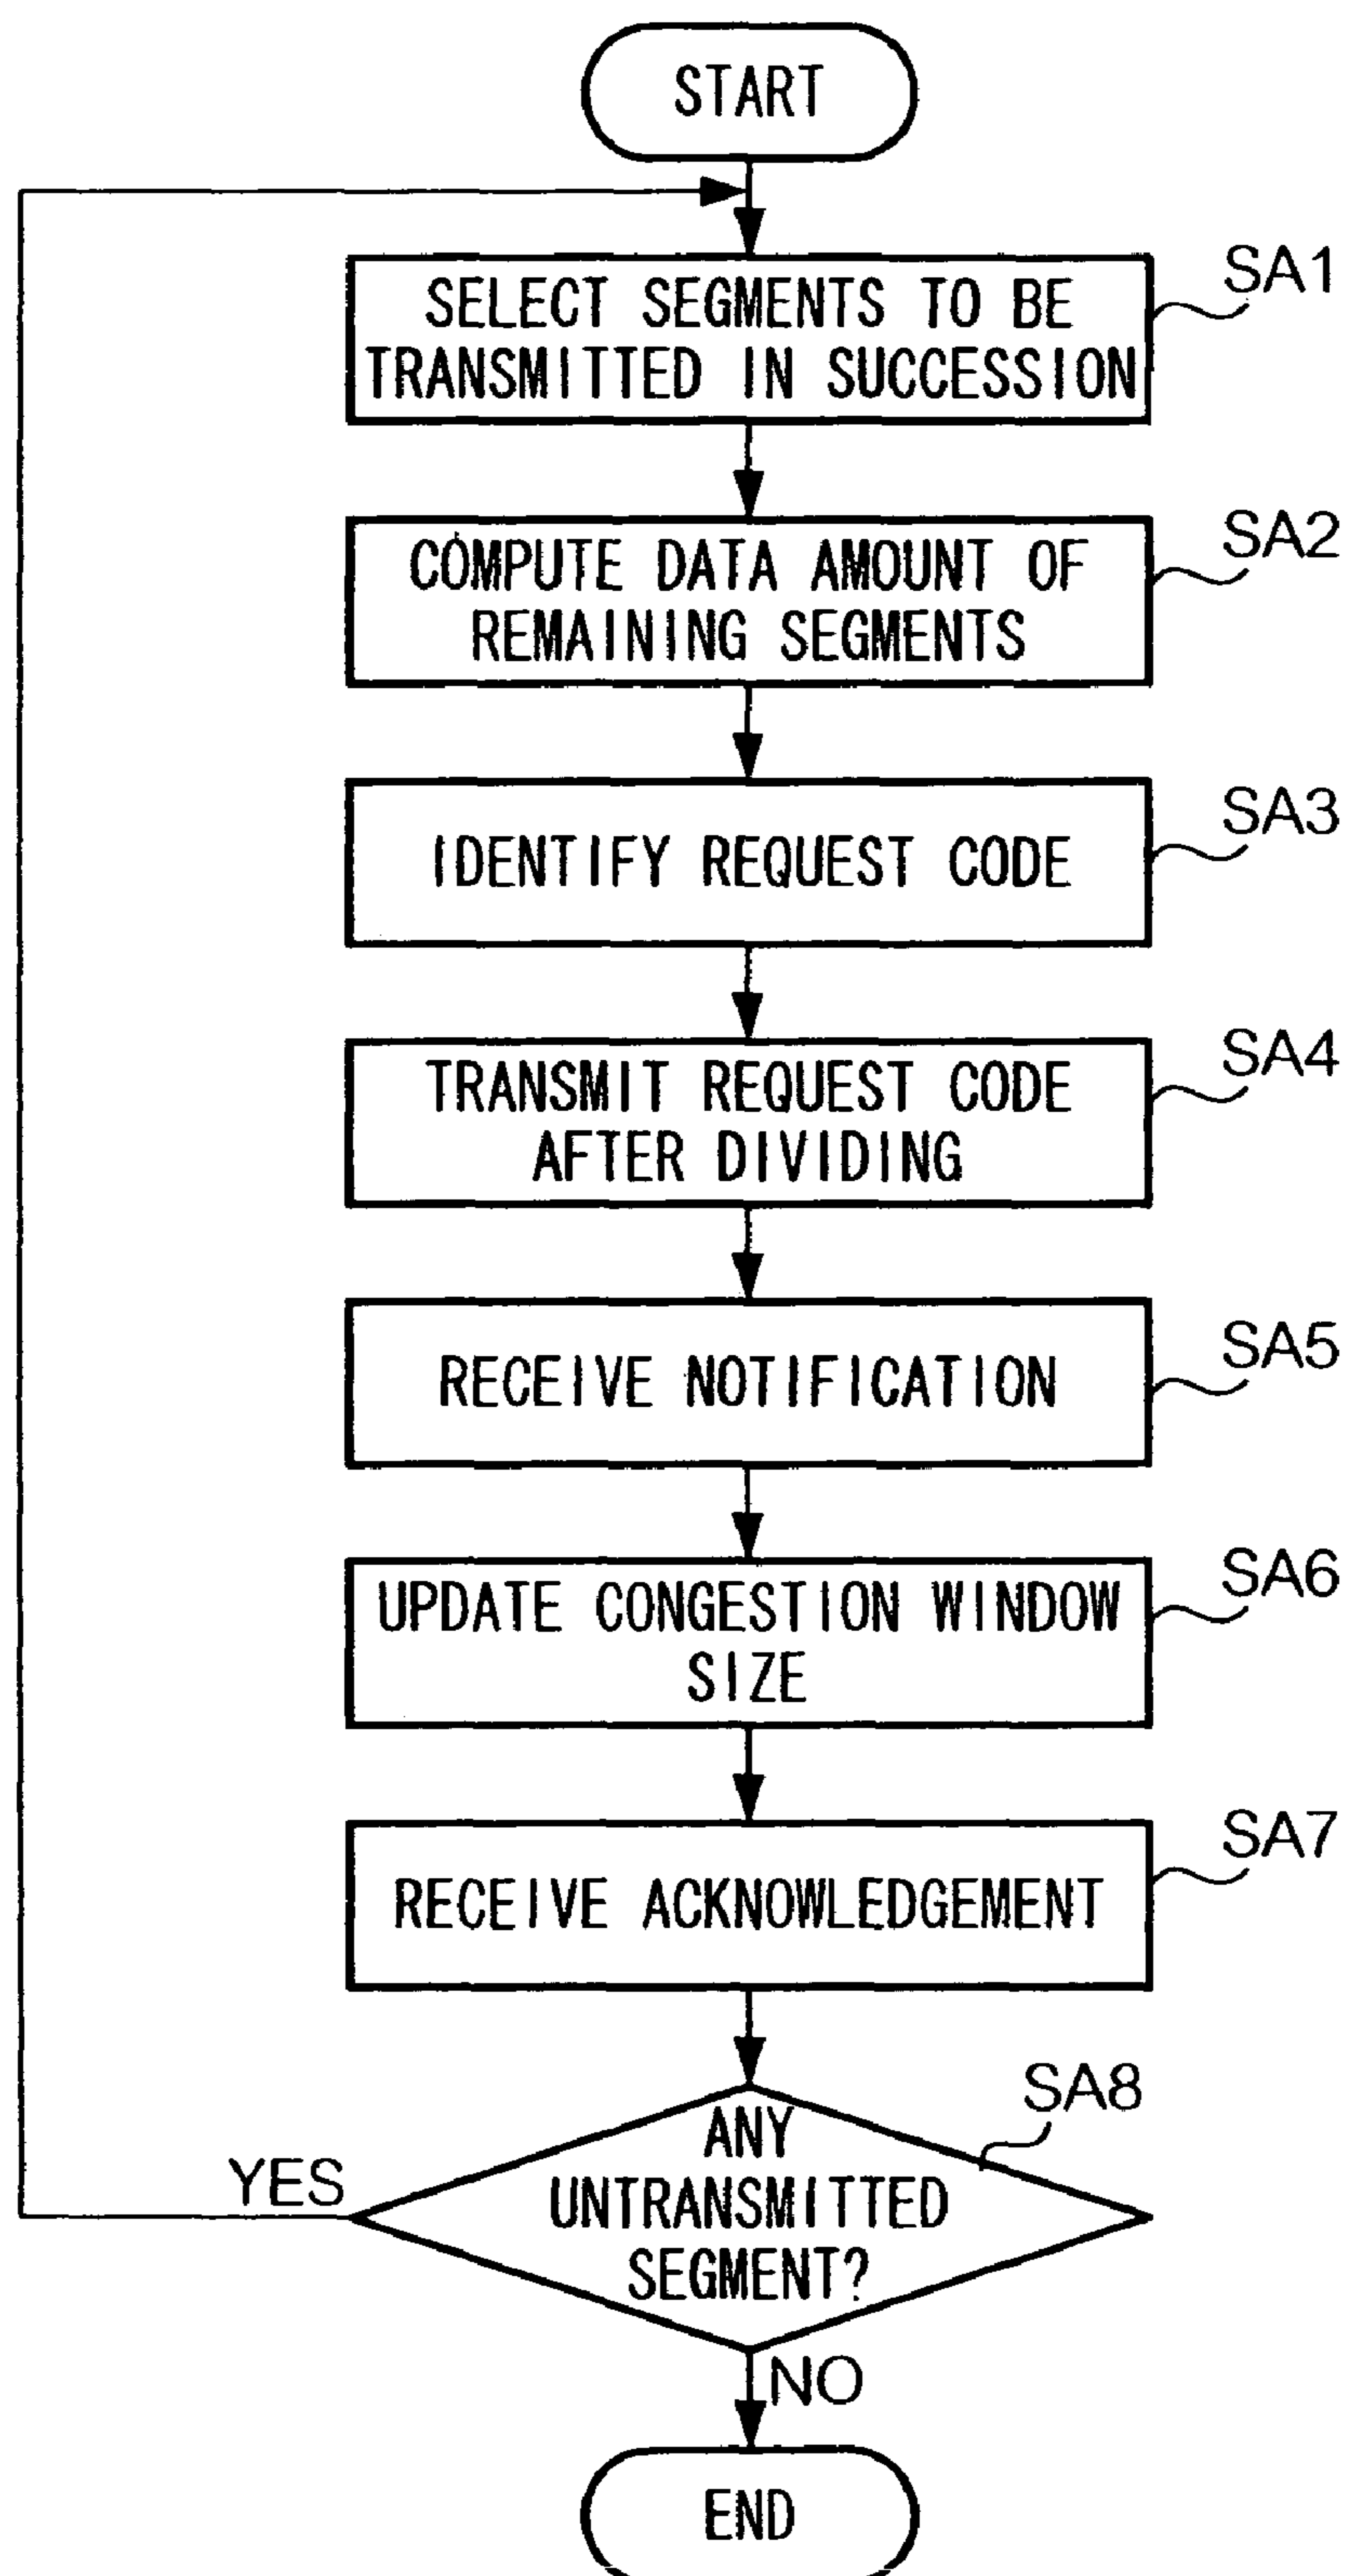 START
SELECT SEGMENTS TO BE
TRANSMITTED IN SUCCESSION
SA1
COMPUTE DATA AMOUNT OF
REMAINING SEGMENTS
SA2
IDENTIFY REQUEST CODE
SA3
TRANSMIT REQUEST CODE
AFTER DIVIDING
SA4
RECEIVE NOTIFICATION
SA5
UPDATE CONGESTION WINDOW
SIZE
SA6
RECEIVE ACKNOWLEDGEMENT
SA7
SA8
ANY
UNTRANSMITTED
SEGMENT?
YES
NO
END